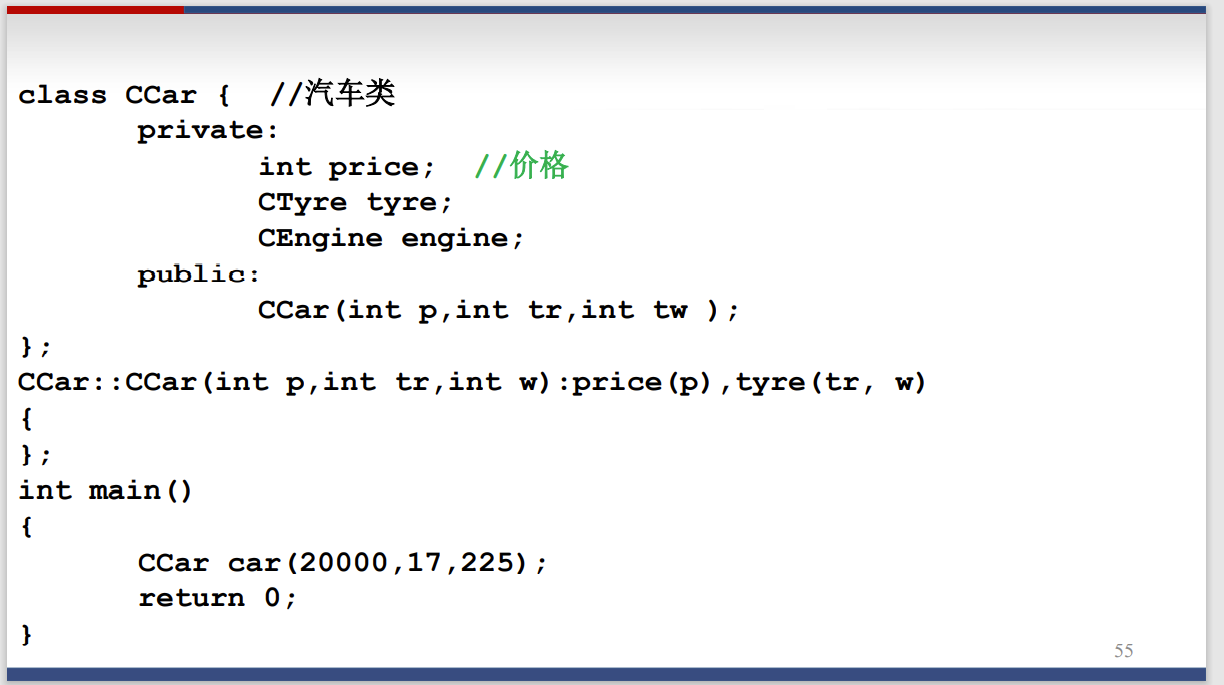 class CCar { //汽车类
private:
int price; //价格
CTyre tyre;
CEngine engine;
public:
CCar(int p,int tr,int tw );
};
CCar::CCar(int p,int tr,int w):price(p),tyre(tr, w)
{
};
int main()
{
CCar car(20000,17,225);
return 0;
}
55